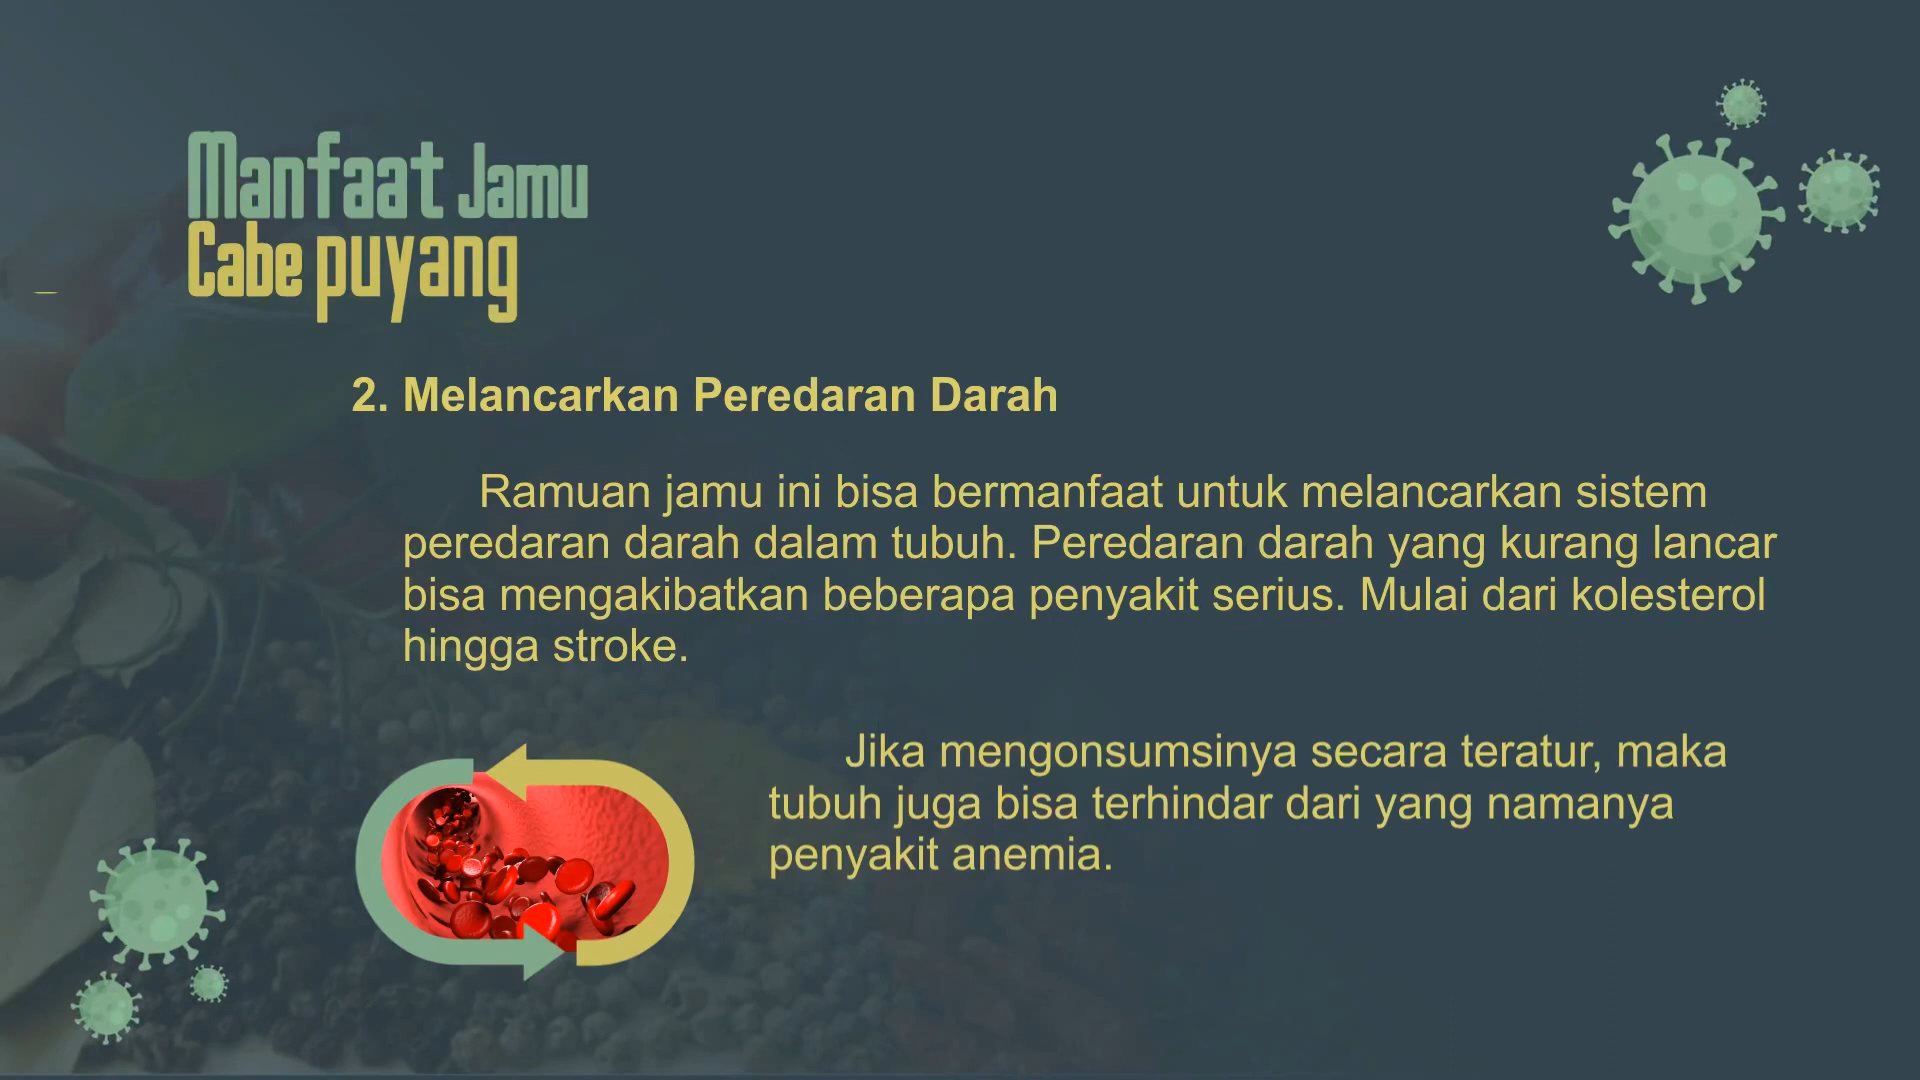 Manfaat Jamu
Cabe puyang
2. Melancarkan Peredaran Darah
Ramuan jamu ini bisa bermanfaat untuk melancarkan sistem
peredaran darah dalam tubuh. Peredaran darah yang kurang lancar
bisa mengakibatkan beberapa penyakit serius. Mulai dari kolesterol
hingga stroke.
Jika mengonsumsinya secara teratur, maka
tubuh juga bisa terhindar dari yang namanya
penyakit anemia.